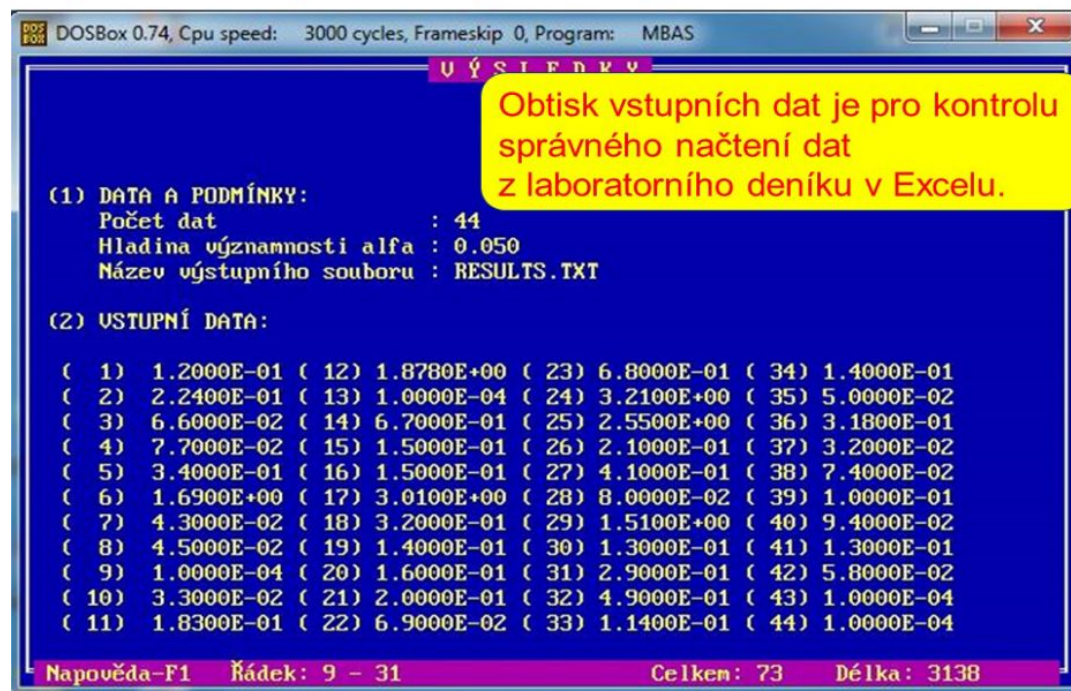 DOSBox 0.74, Cpu speed: 3000 cycles, Frameskip 0, Program: MBAS
VÝSLEDKY
Obtisk vstupních dat je pro kontrolu
správného načtení dat
z laboratorního deníku v Excelu.
(1) DATA A PODMÍNKY:
Počet dat : 44
Hladina významnosti alfa : 0.050
Název výstupního souboru : RESULTS.TXT
(2) VSTUPNÍ DATA:
( 1) 1.2000E-01 ( 12) 1.8780E+00 ( 23) 6.8000E-01 ( 34) 1.4000E-01
( 2) 2.2400E-01 ( 13) 1.0000E-04 ( 24) 3.2100E+00 ( 35) 5.0000E-02
( 3) 6.6000E-02 ( 14) 6.7000E-01 ( 25) 2.5500E+00 ( 36) 3.1800E-01
( 4) 7.7000E-02 ( 15) 1.5000E-01 ( 26) 2.1000E-01 ( 37) 3.2000E-02
( 5) 3.4000E-01 ( 16) 1.5000E-01 ( 27) 4.1000E-01 ( 38) 7.4000E-02
( 6) 1.6900E+00 ( 17) 3.0100E+00 ( 28) 8.0000E-02 ( 39) 1.0000E-01
( 7) 4.3000E-02 ( 18) 3.2000E-01 ( 29) 1.5100E+00 ( 40) 9.4000E-02
( 8) 4.5000E-02 ( 19) 1.4000E-01 ( 30) 1.3000E-01 ( 41) 1.3000E-01
( 9) 1.0000E-04 ( 20) 1.6000E-01 ( 31) 2.9000E-01 ( 42) 5.8000E-02
( 10) 3.3000E-02 ( 21) 2.0000E-01 ( 32) 4.9000E-01 ( 43) 1.0000E-04
( 11) 1.8300E-01 ( 22) 6.9000E-02 ( 33) 1.1400E-01 ( 44) 1.0000E-04
Napověda-F1 Řádek: 9 - 31 Celkem: 73 Délka: 3138